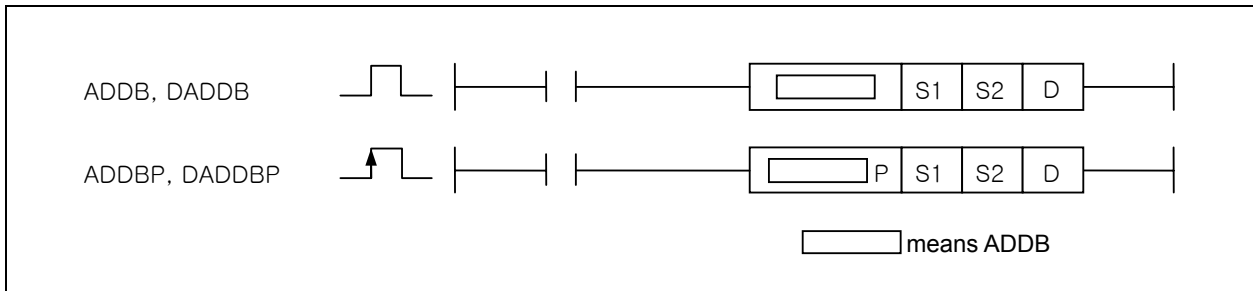 ADDB, DADDB S1 S2 D
ADDBP, DADDBP P S1 S2 D
means ADDB